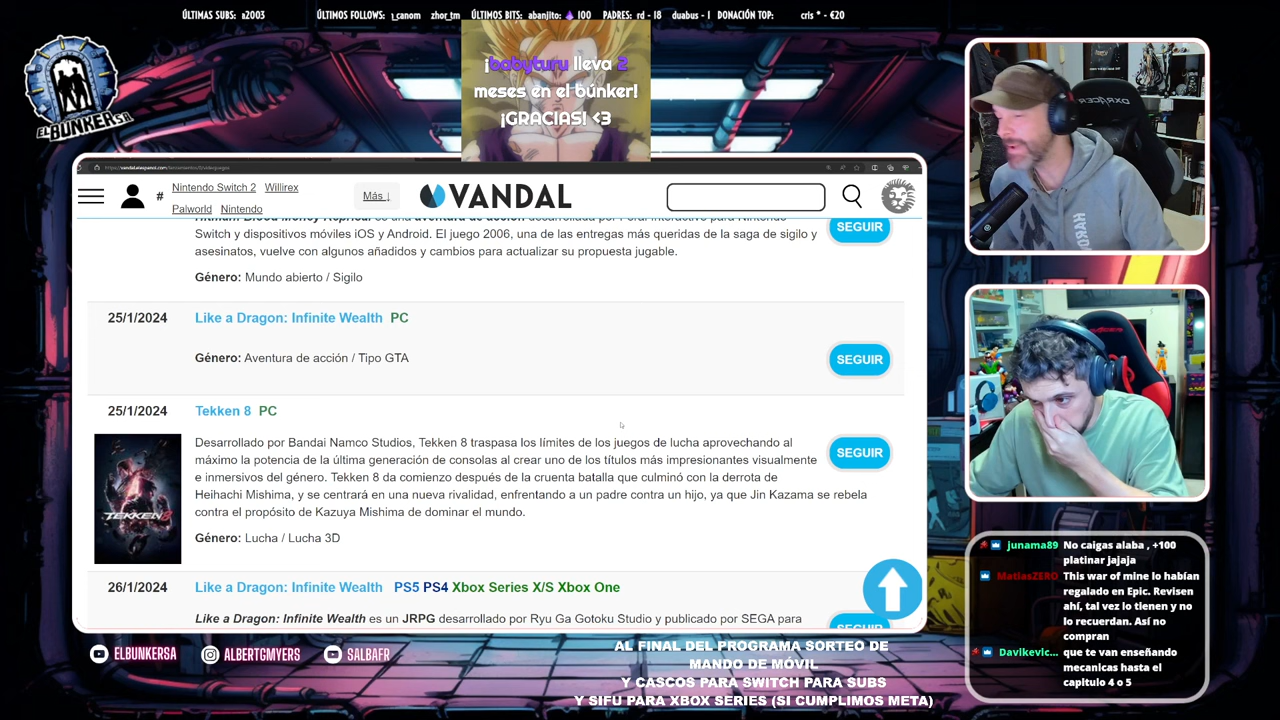 ÚLTIMAS SUBS: a2003 ÚLTIMOS FOLLOWS: ı_canom zhor_tm ÚLTIMOS BITS: abanjito: 100 PADRES: rd - 18 duabus - 1 DONACIÓN TOP: cris * - €20
EL BUNKER SR
¡babyturu lleva 2
meses en el búnker!
¡GRACIAS! <3
# Nintendo Switch 2 Willirex
Palworld Nintendo
Más ↓
VANDAL
Switch y dispositivos móviles iOS y Android. El juego 2006, una de las entregas más queridas de la saga de sigilo y
asesinatos, vuelve con algunos añadidos y cambios para actualizar su propuesta jugable.
SEGUIR
Género: Mundo abierto / Sigilo
25/1/2024 Like a Dragon: Infinite Wealth PC
Género: Aventura de acción / Tipo GTA
SEGUIR
25/1/2024 Tekken 8 PC
TEKKEN 8
Desarrollado por Bandai Namco Studios, Tekken 8 traspasa los límites de los juegos de lucha aprovechando al
máximo la potencia de la última generación de consolas al crear uno de los títulos más impresionantes visualmente
e inmersivos del género. Tekken 8 da comienzo después de la cruenta batalla que culminó con la derrota de
Heihachi Mishima, y se centrará en una nueva rivalidad, enfrentando a un padre contra un hijo, ya que Jin Kazama se rebela
contra el propósito de Kazuya Mishima de dominar el mundo.
SEGUIR
Género: Lucha / Lucha 3D
26/1/2024 Like a Dragon: Infinite Wealth PS5 PS4 Xbox Series X/S Xbox One
Like a Dragon: Infinite Wealth es un JRPG desarrollado por Ryu Ga Gotoku Studio y publicado por SEGA para
SEGUIR
ELBUNKERSA ALBERTGMYERS SALBAFR
AL FINAL DEL PROGRAMA SORTEO DE
MANDO DE MÓVIL
Y CASCOS PARA SWITCH PARA SUBS
Y SIFU PARA XBOX SERIES (SI CUMPLIMOS META)
DXRACER
junama89 No caigas alaba , +100
platinar jajaja
MatiasZERO This war of mine lo habían
regalado en Epic. Revisen
ahí, tal vez lo tienen y no
lo recuerdan. Así no
compran
Davikevic... que te van enseñando
mecanicas hasta el
capitulo 4 o 5